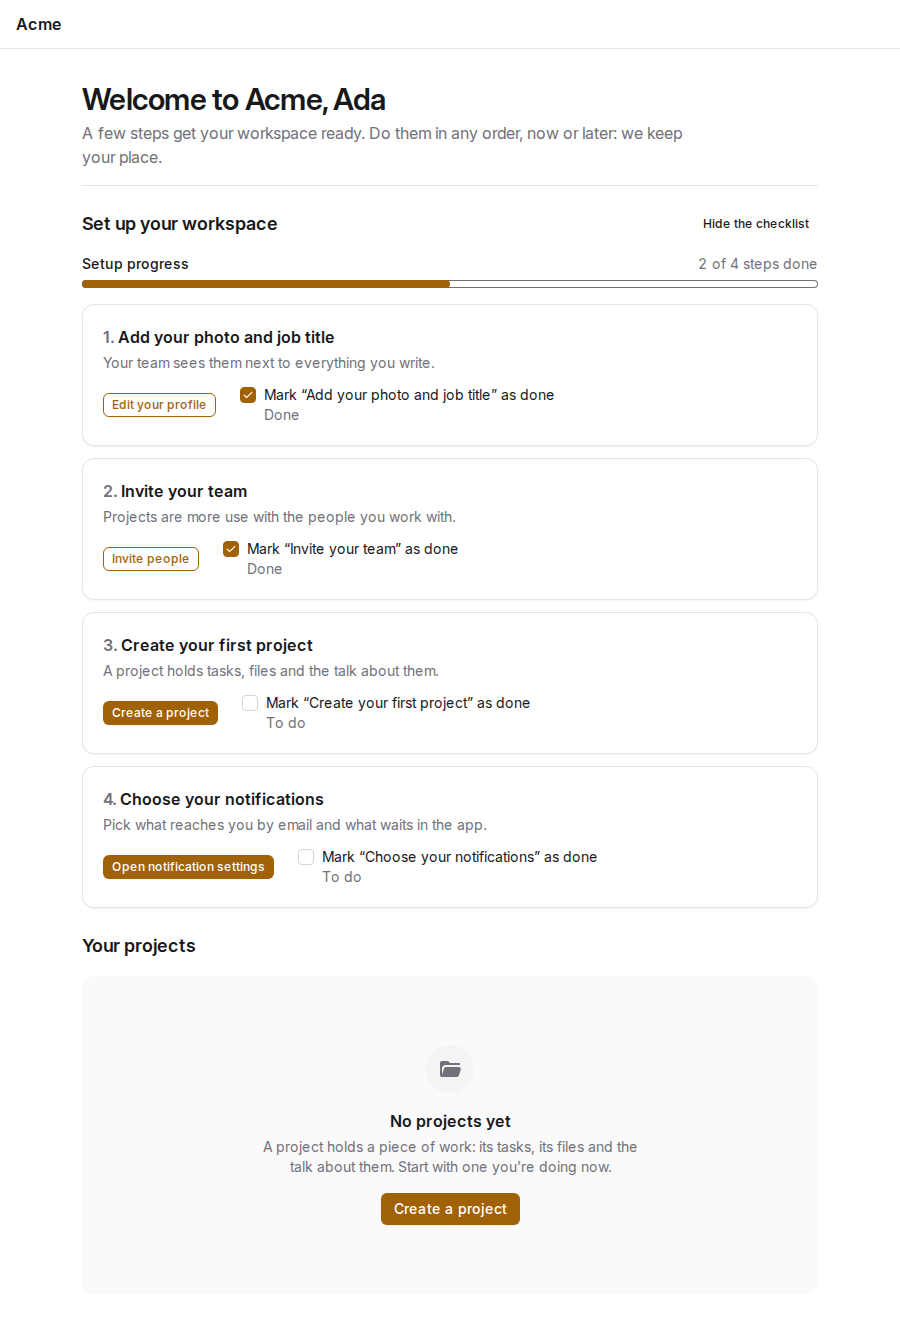 Acme
Welcome to Acme, Ada
A few steps get your workspace ready. Do them in any order, now or later: we keep
your place.
Set up your workspace
Hide the checklist
Setup progress
2 of 4 steps done
1. Add your photo and job title
Your team sees them next to everything you write.
Edit your profile
Mark “Add your photo and job title” as done
Done
2. Invite your team
Projects are more use with the people you work with.
Invite people
Mark “Invite your team” as done
Done
3. Create your first project
A project holds tasks, files and the talk about them.
Create a project
Mark “Create your first project” as done
To do
4. Choose your notifications
Pick what reaches you by email and what waits in the app.
Open notification settings
Mark “Choose your notifications” as done
To do
Your projects
No projects yet
A project holds a piece of work: its tasks, its files and the
talk about them. Start with one you’re doing now.
Create a project